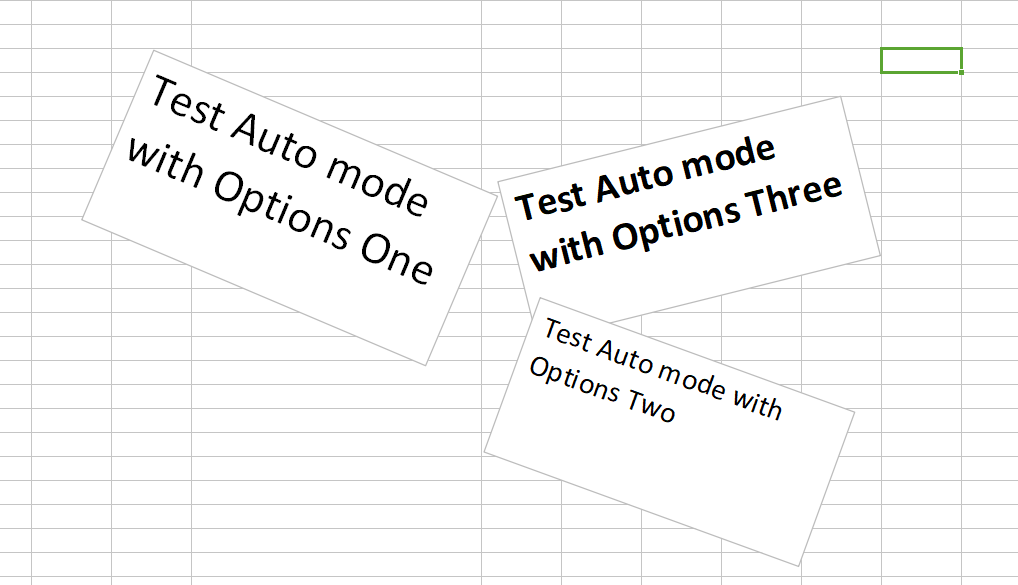 Test Auto mode
with Options One
Test Auto mode
with Options Three
Test Auto mode with
Options Two